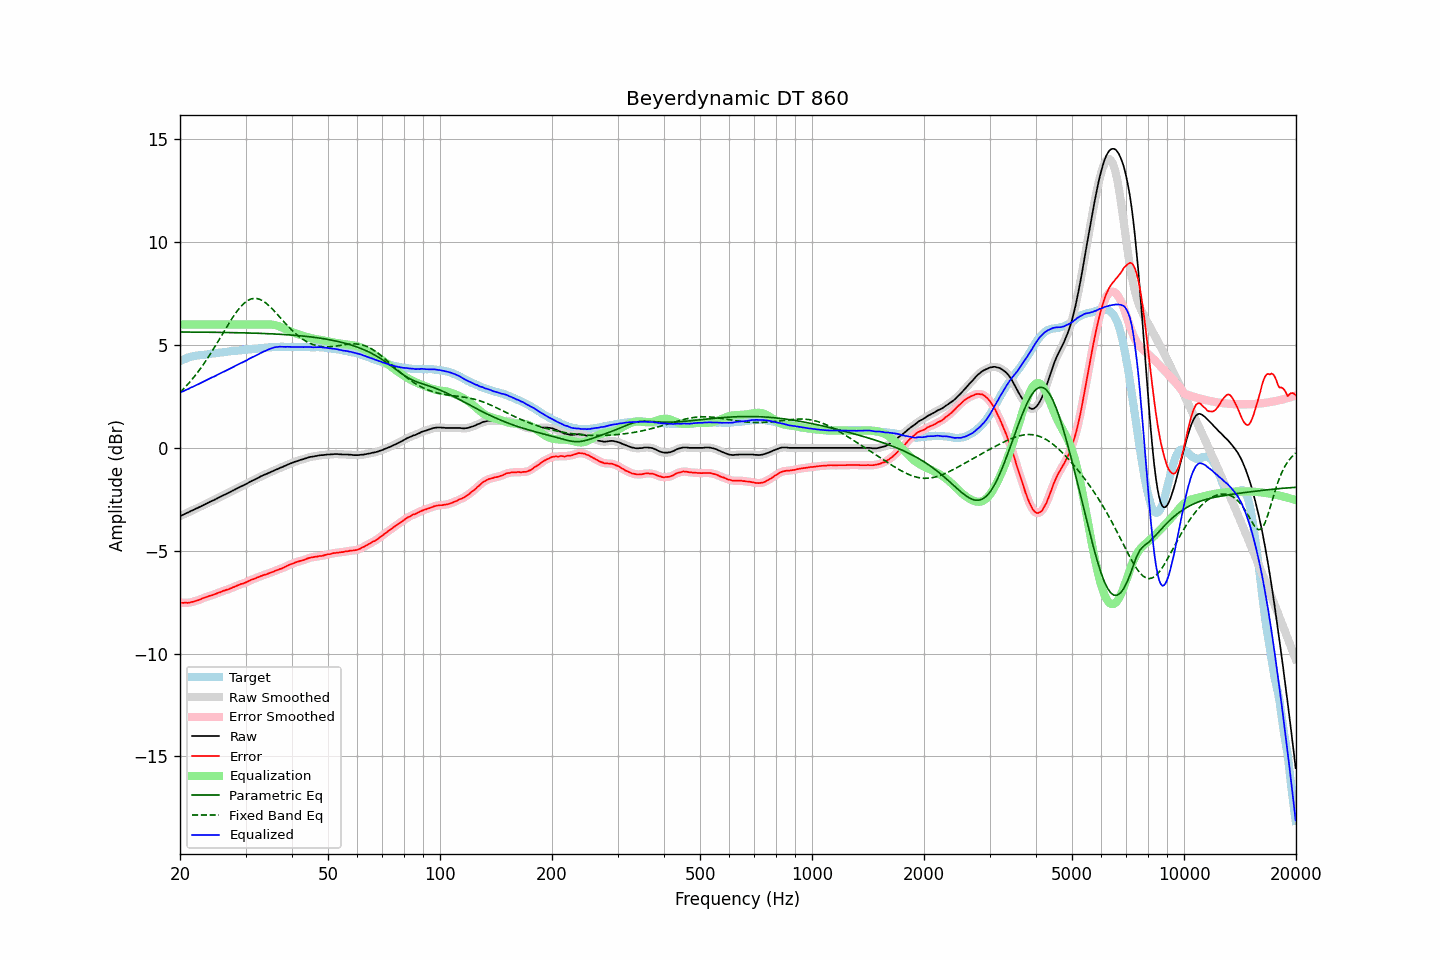 Beyerdynamic DT 860
Amplitude (dBr)
15
10
5
0
−5
−10
−15
Target
Raw Smoothed
Error Smoothed
Raw
Error
Equalization
Parametric Eq
Fixed Band Eq
Equalized
20 50 100 200 500 1000 2000 5000 10000 20000
Frequency (Hz)